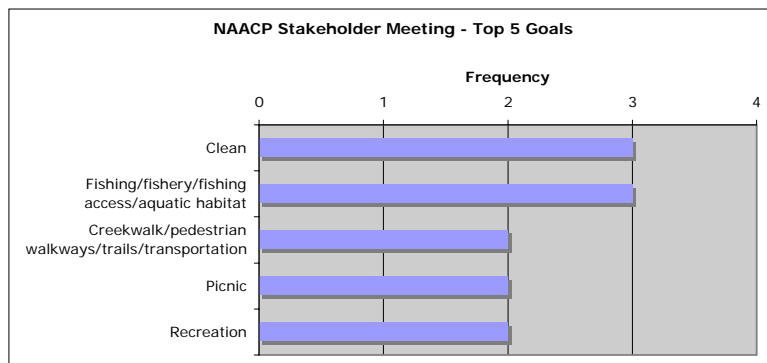 NAACP Stakeholder Meeting - Top 5 Goals
Frequency
0 1 2 3 4
Clean
Fishing/fishery/fishing
access/aquatic habitat
Creekwalk/pedestrian
walkways/trails/transportation
Picnic
Recreation